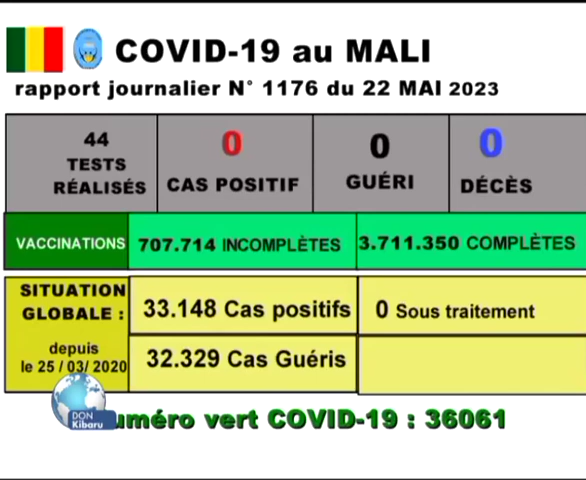 COVID-19 au MALI
rapport journalier N° 1176 du 22 MAI 2023
44
TESTS
RÉALISÉS
0
CAS POSITIF
0
GUÉRI
0
DÉCÈS
VACCINATIONS
707.714 INCOMPLÈTES
3.711.350 COMPLÈTES
SITUATION
GLOBALE :
depuis
le 25 / 03/ 2020
33.148 Cas positifs
0 Sous traitement
32.329 Cas Guéris
DON
Kibaru
uméro vert COVID-19 : 36061